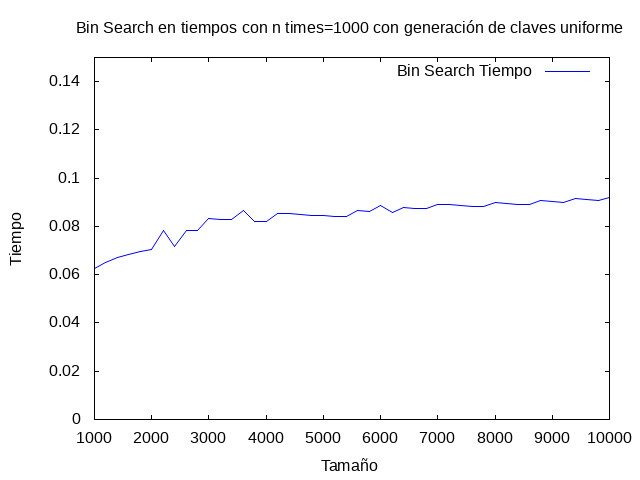 Bin Search en tiempos con n times=1000 con generación de claves uniforme
Bin Search Tiempo
0.14
0.12
0.1
0.08
0.06
0.04
0.02
0
Tiempo
1000 2000 3000 4000 5000 6000 7000 8000 9000 10000
Tamaño